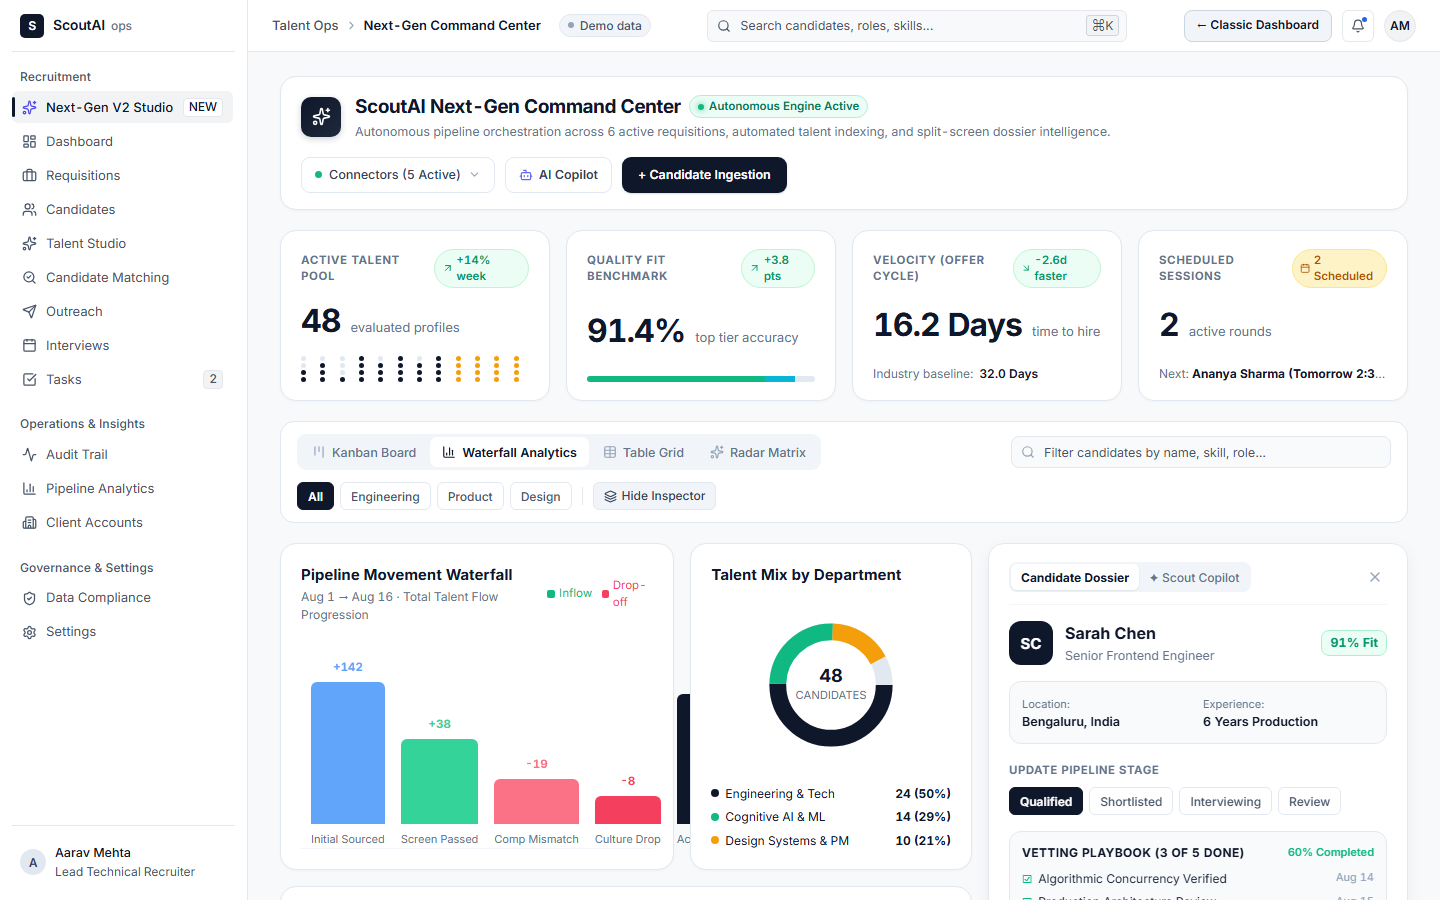 S ScoutAI ops
Recruitment
Next-Gen V2 Studio NEW
Dashboard
Requisitions
Candidates
Talent Studio
Candidate Matching
Outreach
Interviews
Tasks 2
Operations & Insights
Audit Trail
Pipeline Analytics
Client Accounts
Governance & Settings
Data Compliance
Settings
A Aarav Mehta
Lead Technical Recruiter
Talent Ops > Next-Gen Command Center Demo data
Search candidates, roles, skills... ⌘K
← Classic Dashboard AM
ScoutAI Next-Gen Command Center Autonomous Engine Active
Autonomous pipeline orchestration across 6 active requisitions, automated talent indexing, and split-screen dossier intelligence.
Connectors (5 Active) AI Copilot + Candidate Ingestion
ACTIVE TALENT
POOL
+14%
week
48 evaluated profiles
QUALITY FIT
BENCHMARK
+3.8
pts
91.4% top tier accuracy
VELOCITY (OFFER
CYCLE)
-2.6d
faster
16.2 Days time to hire
Industry baseline: 32.0 Days
SCHEDULED
SESSIONS
2
Scheduled
2 active rounds
Next: Ananya Sharma (Tomorrow 2:3...
Kanban Board Waterfall Analytics Table Grid Radar Matrix
Filter candidates by name, skill, role...
All Engineering Product Design Hide Inspector
Pipeline Movement Waterfall
Aug 1 → Aug 16 · Total Talent Flow
Progression
Inflow
Drop-
off
+142
+38
-19
-8
Initial Sourced Screen Passed Comp Mismatch Culture Drop Ac
Talent Mix by Department
48
CANDIDATES
Engineering & Tech 24 (50%)
Cognitive AI & ML 14 (29%)
Design Systems & PM 10 (21%)
Candidate Dossier ✦ Scout Copilot
SC Sarah Chen
Senior Frontend Engineer
91% Fit
Location: Experience:
Bengaluru, India 6 Years Production
UPDATE PIPELINE STAGE
Qualified Shortlisted Interviewing Review
VETTING PLAYBOOK (3 OF 5 DONE) 60% Completed
Algorithmic Concurrency Verified Aug 14
Production Architecture Review Aug 15